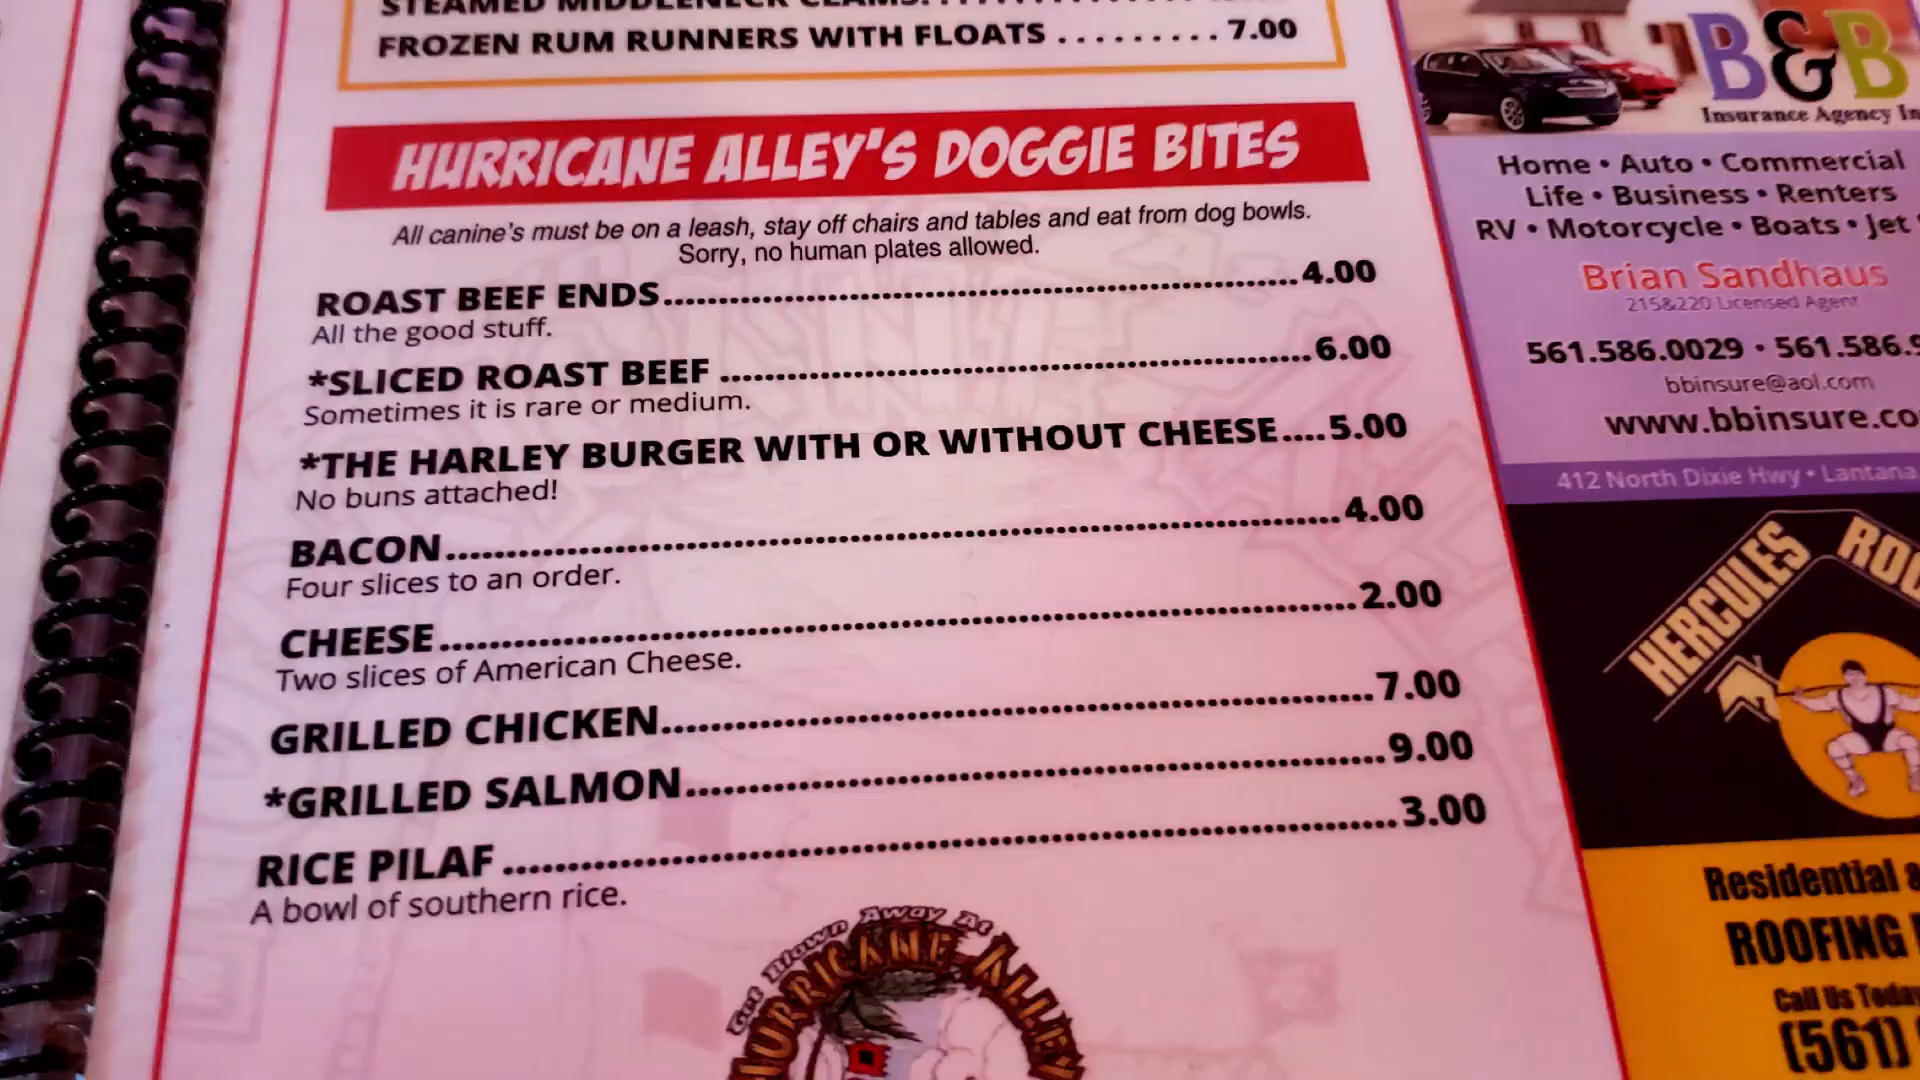 STEAMED MIDDLENECK CLAMS
FROZEN RUM RUNNERS WITH FLOATS ......... 7.00
HURRICANE ALLEY'S DOGGIE BITES
All canine's must be on a leash, stay off chairs and tables and eat from dog bowls.
Sorry, no human plates allowed.
ROAST BEEF ENDS 4.00
All the good stuff.
*SLICED ROAST BEEF 6.00
Sometimes it is rare or medium.
*THE HARLEY BURGER WITH OR WITHOUT CHEESE....5.00
No buns attached!
BACON 4.00
Four slices to an order.
CHEESE 2.00
Two slices of American Cheese.
GRILLED CHICKEN 7.00
*GRILLED SALMON 9.00
RICE PILAF 3.00
A bowl of southern rice.
Get Blown Away At
HURRICANE ALLEY
B&B
Insurance Agency
Home • Auto • Commercial
Life • Business • Renters
RV • Motorcycle • Boats • Jet
Brian Sandhaus
215&220 Licensed Agent
561.586.0029 • 561.586.
bbinsure@aol.com
www.bbinsure.co
412 North Dixie Hwy • Lantana
HERCULES
Residential
ROOFING
Call Us Today
(561)